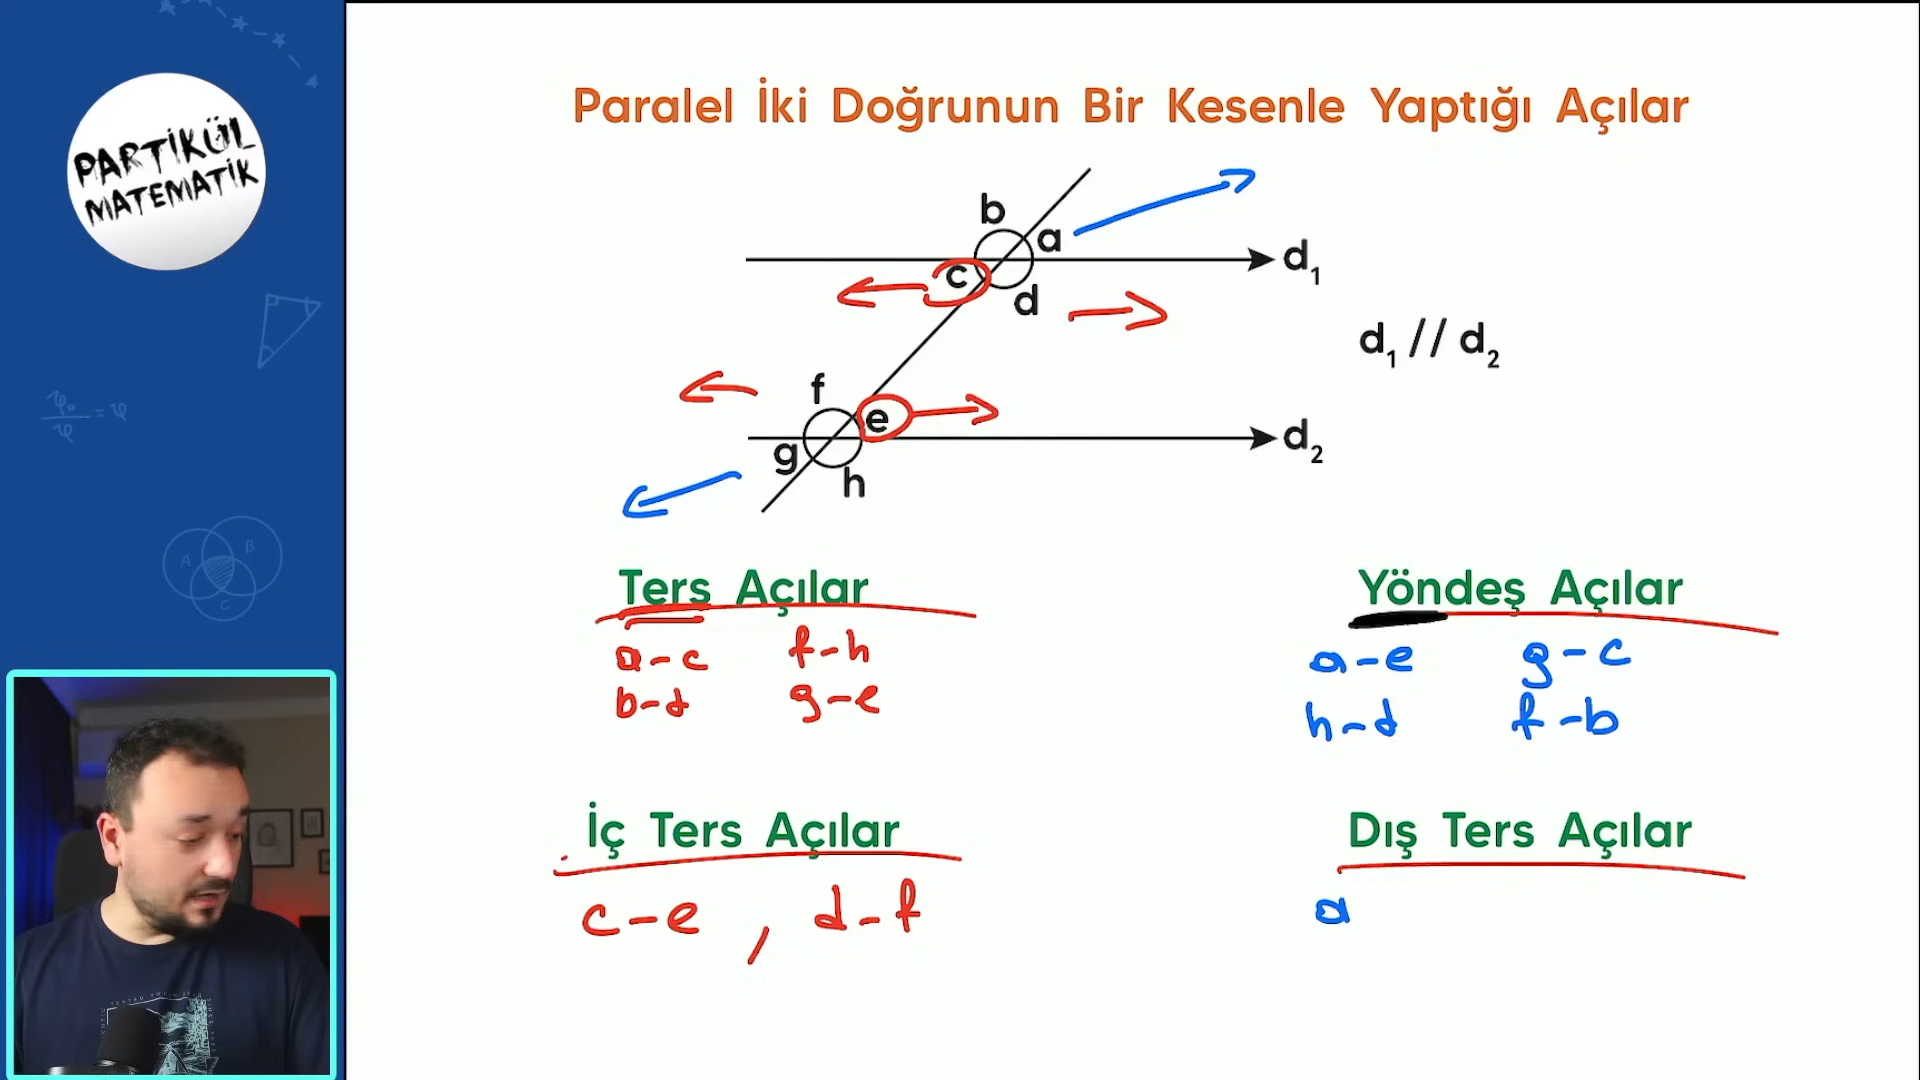 PARTİKÜL
MATEMATİK
Paralel İki Doğrunun Bir Kesenle Yaptığı Açılar
b
a
d₁
c
d
d₁ // d₂
f
e
d₂
g
h
Ters Açılar
a-c f-h
b-d g-e
Yöndeş Açılar
a-e g-c
h-d f-b
İç Ters Açılar
c-e , d-f
Dış Ters Açılar
a
A
B
C